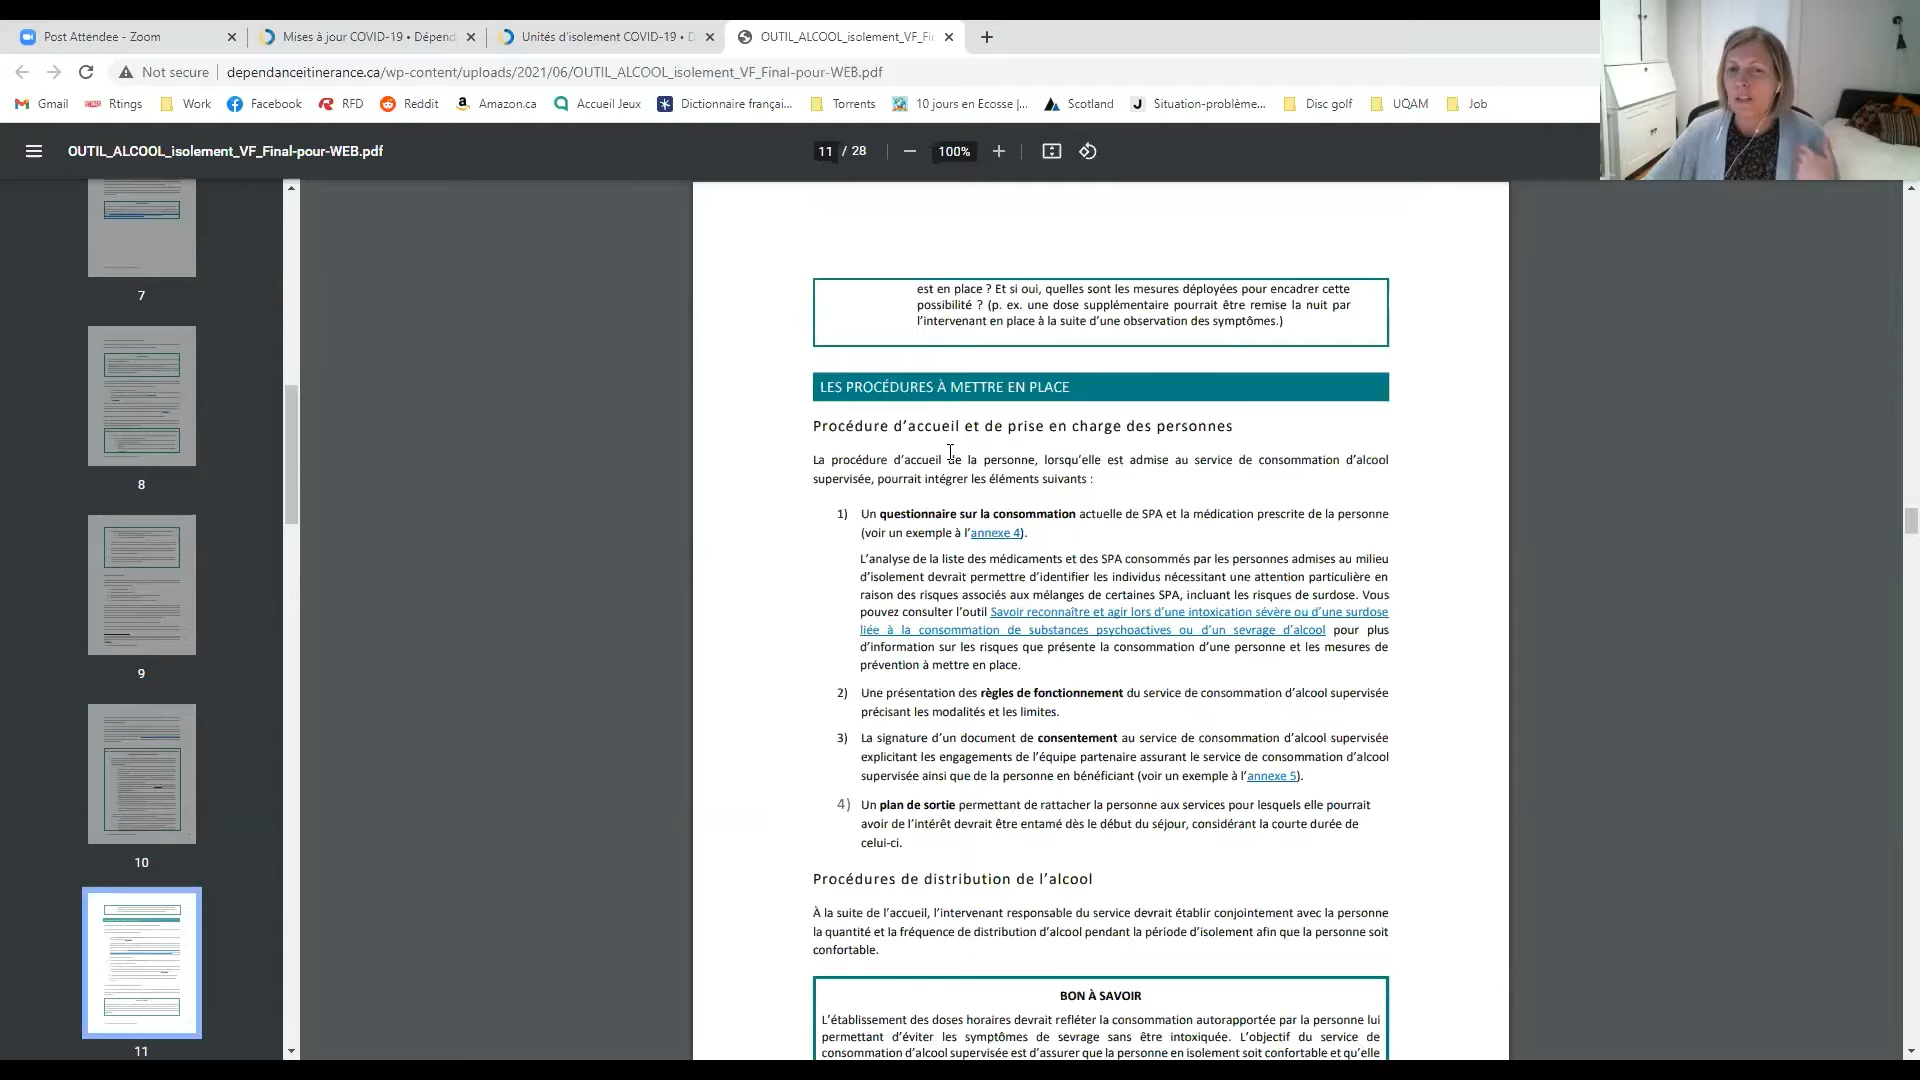 Post Attendee - Zoom
Mises à jour COVID-19 • Dépend
Unités d'isolement COVID-19 • D
OUTIL_ALCOOL_isolement_VF_Fi
Not secure
dependanceitinerance.ca/wp-content/uploads/2021/06/OUTIL_ALCOOL_isolement_VF_Final-pour-WEB.pdf
Gmail
Rtings
Work
Facebook
RFD
Reddit
Amazon.ca
Accueil Jeux
Dictionnaire françai...
Torrents
10 jours en Ecosse |...
Scotland
Situation-problème...
Disc golf
UQAM
Job
OUTIL_ALCOOL_isolement_VF_Final-pour-WEB.pdf
11 / 28
100%
7
8
9
10
11
est en place ? Et si oui, quelles sont les mesures déployées pour encadrer cette
possibilité ? (p. ex. une dose supplémentaire pourrait être remise la nuit par
l'intervenant en place à la suite d'une observation des symptômes.)
LES PROCÉDURES À METTRE EN PLACE
Procédure d'accueil et de prise en charge des personnes
La procédure d'accueil de la personne, lorsqu'elle est admise au service de consommation d'alcool
supervisée, pourrait intégrer les éléments suivants :
1) Un questionnaire sur la consommation actuelle de SPA et la médication prescrite de la personne
(voir un exemple à l'annexe 4).
L'analyse de la liste des médicaments et des SPA consommés par les personnes admises au milieu
d'isolement devrait permettre d'identifier les individus nécessitant une attention particulière en
raison des risques associés aux mélanges de certaines SPA, incluant les risques de surdose. Vous
pouvez consulter l'outil Savoir reconnaître et agir lors d'une intoxication sévère ou d'une surdose
liée à la consommation de substances psychoactives ou d'un sevrage d'alcool pour plus
d'information sur les risques que présente la consommation d'une personne et les mesures de
prévention à mettre en place.
2) Une présentation des règles de fonctionnement du service de consommation d'alcool supervisée
précisant les modalités et les limites.
3) La signature d'un document de consentement au service de consommation d'alcool supervisée
explicitant les engagements de l'équipe partenaire assurant le service de consommation d'alcool
supervisée ainsi que de la personne en bénéficiant (voir un exemple à l'annexe 5).
4) Un plan de sortie permettant de rattacher la personne aux services pour lesquels elle pourrait
avoir de l'intérêt devrait être entamé dès le début du séjour, considérant la courte durée de
celui-ci.
Procédures de distribution de l'alcool
À la suite de l'accueil, l'intervenant responsable du service devrait établir conjointement avec la personne
la quantité et la fréquence de distribution d'alcool pendant la période d'isolement afin que la personne soit
confortable.
BON À SAVOIR
L'établissement des doses horaires devrait refléter la consommation autorapportée par la personne lui
permettant d'éviter les symptômes de sevrage sans être intoxiquée. L'objectif du service de
consommation d'alcool supervisée est d'assurer que la personne en isolement soit confortable et qu'elle